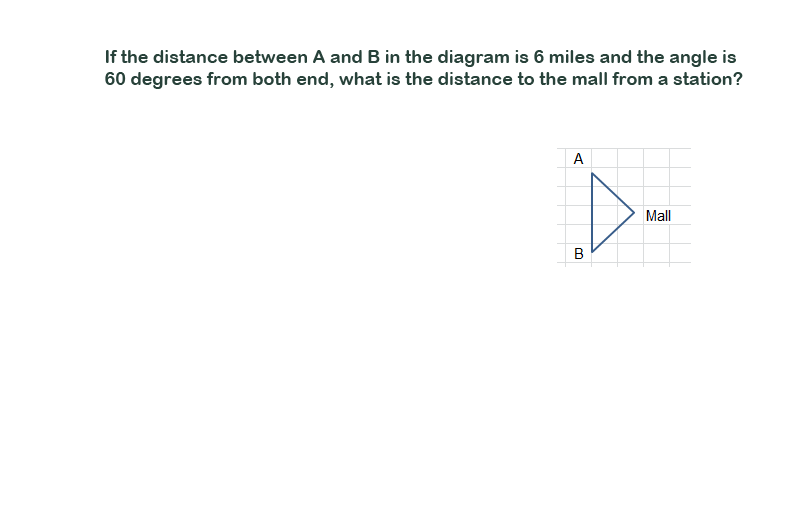 If the distance between A and B in the diagram is 6 miles and the angle is
60 degrees from both end, what is the distance to the mall from a station?
A
Mall
B